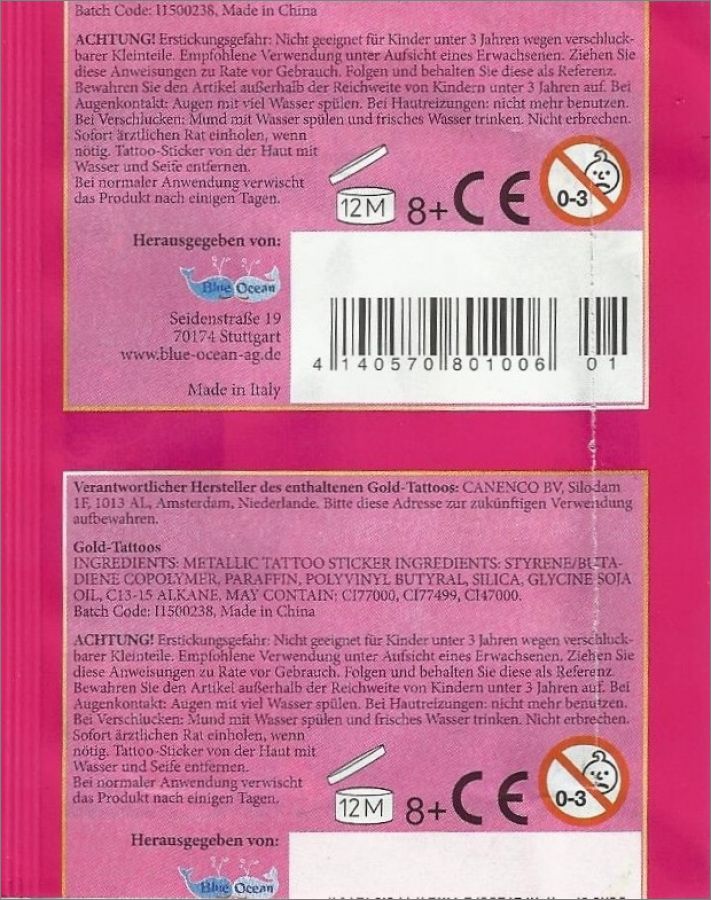 Batch Code: I1500238, Made in China
ACHTUNG! Erstickungsgefahr: Nicht geeignet für Kinder unter 3 Jahren wegen verschluck-
barer Kleinteile. Empfohlene Verwendung unter Aufsicht eines Erwachsenen. Ziehen Sie
diese Anweisungen zu Rate vor Gebrauch. Folgen und behalten Sie diese als Referenz.
Bewahren Sie den Artikel außerhalb der Reichweite von Kindern unter 3 Jahren auf. Bei
Augenkontakt: Augen mit viel Wasser spülen. Bei Hautreizungen: nicht mehr benutzen.
Bei Verschlucken: Mund mit Wasser spülen und frisches Wasser trinken. Nicht erbrechen.
Sofort ärztlichen Rat einholen, wenn
nötig. Tattoo-Sticker von der Haut mit
Wasser und Seife entfernen.
Bei normaler Anwendung verwischt
das Produkt nach einigen Tagen.
12M 8+ CE 0-3
Herausgegeben von:
Blue Ocean
Seidenstraße 19
70174 Stuttgart
www.blue-ocean-ag.de
Made in Italy
4 140570 801006 01
Verantwortlicher Hersteller des enthaltenen Gold-Tattoos: CANENCO BV, Silodam
1F, 1013 AL, Amsterdam, Niederlande. Bitte diese Adresse zur zukünftigen Verwendung
aufbewahren.
Gold-Tattoos
INGREDIENTS: METALLIC TATTOO STICKER INGREDIENTS: STYRENE/BUTA-
DIENE COPOLYMER, PARAFFIN, POLYVINYL BUTYRAL, SILICA, GLYCINE SOJA
OIL, C13-15 ALKANE. MAY CONTAIN: CI77000, CI77499, CI47000.
Batch Code: I1500238, Made in China
ACHTUNG! Erstickungsgefahr: Nicht geeignet für Kinder unter 3 Jahren wegen verschluck-
barer Kleinteile. Empfohlene Verwendung unter Aufsicht eines Erwachsenen. Ziehen Sie
diese Anweisungen zu Rate vor Gebrauch. Folgen und behalten Sie diese als Referenz.
Bewahren Sie den Artikel außerhalb der Reichweite von Kindern unter 3 Jahren auf. Bei
Augenkontakt: Augen mit viel Wasser spülen. Bei Hautreizungen: nicht mehr benutzen.
Bei Verschlucken: Mund mit Wasser spülen und frisches Wasser trinken. Nicht erbrechen.
Sofort ärztlichen Rat einholen, wenn
nötig. Tattoo-Sticker von der Haut mit
Wasser und Seife entfernen.
Bei normaler Anwendung verwischt
das Produkt nach einigen Tagen.
12M 8+ CE 0-3
Herausgegeben von:
Blue Ocean